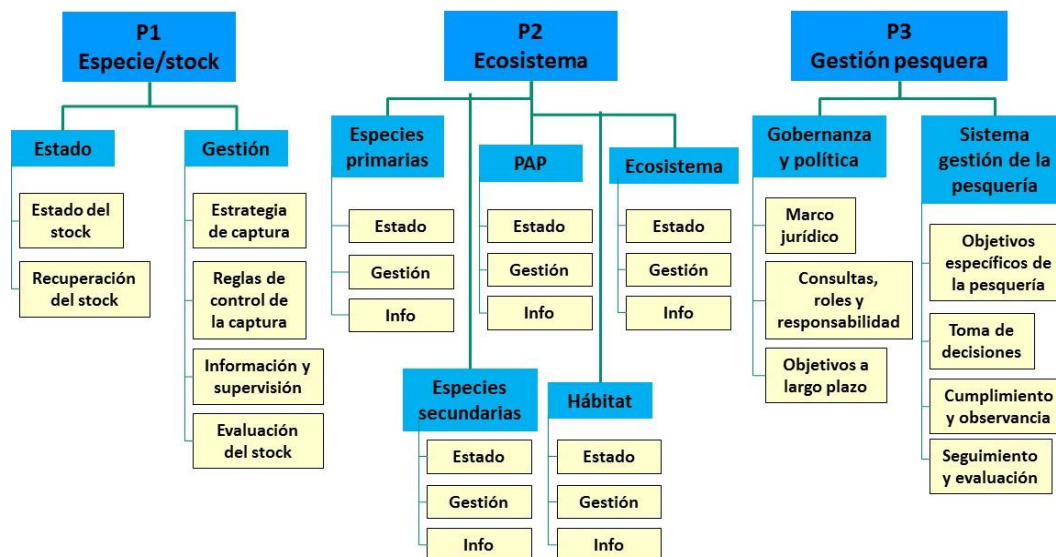 P1
Especie/stock
Estado
Estado del
stock
Recuperación
del stock
Gestión
Estrategia
de captura
Reglas de
control de
la captura
Información y
supervisión
Evaluación
del stock
P2
Ecosistema
Especies
primarias
Estado
Gestión
Info
PAP
Estado
Gestión
Info
Ecosistema
Estado
Gestión
Info
Especies
secundarias
Estado
Gestión
Info
Hábitat
Estado
Gestión
Info
P3
Gestión pesquera
Gobernanza
y política
Marco
jurídico
Consultas,
roles y
responsabilidad
Objetivos a
largo plazo
Sistema
gestión de la
pesquería
Objetivos
específicos de
la pesquería
Toma de
decisiones
Cumplimiento
y observancia
Seguimiento
y evaluación